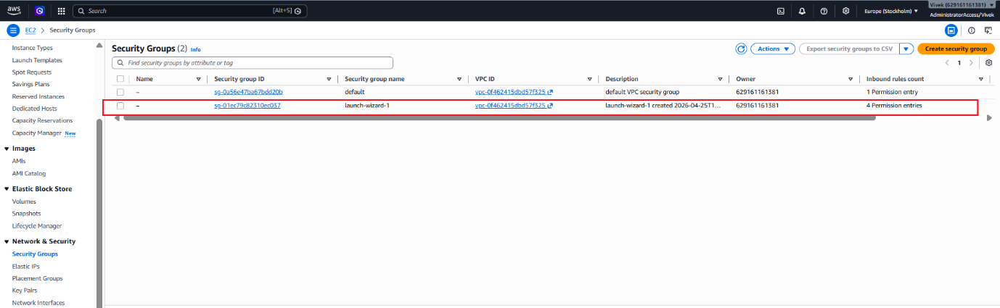 aws Search [Alt+S] Europe (Stockholm) Vivek (629161161381)
AdministratorAccess/Vivek
EC2 > Security Groups
Instance Types
Launch Templates
Spot Requests
Savings Plans
Reserved Instances
Dedicated Hosts
Capacity Reservations
Capacity Manager New
Images
AMIs
AMI Catalog
Elastic Block Store
Volumes
Snapshots
Lifecycle Manager
Network & Security
Security Groups
Elastic IPs
Placement Groups
Key Pairs
Network Interfaces
Security Groups (2) Info
Actions Export security groups to CSV Create security group
Find security groups by attribute or tag
< 1 >
Name Security group ID Security group name VPC ID Description Owner Inbound rules count
– sg-0a56e47ba67bdd20b default vpc-0f462415dbd57f325 default VPC security group 629161161381 1 Permission entry
– sg-01ec79c82310ec037 launch-wizard-1 vpc-0f462415dbd57f325 launch-wizard-1 created 2026-04-25T1... 629161161381 4 Permission entries